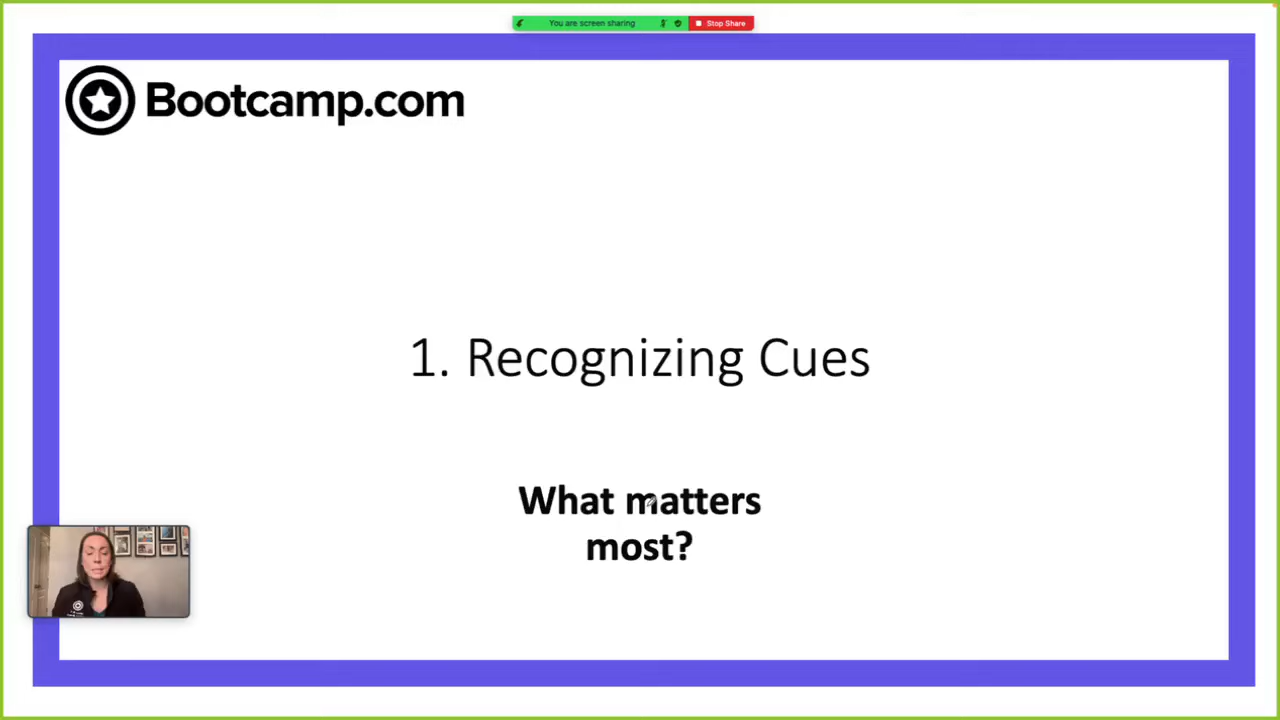 You are screen sharing
Stop Share
Bootcamp.com
1. Recognizing Cues
What matters
most?